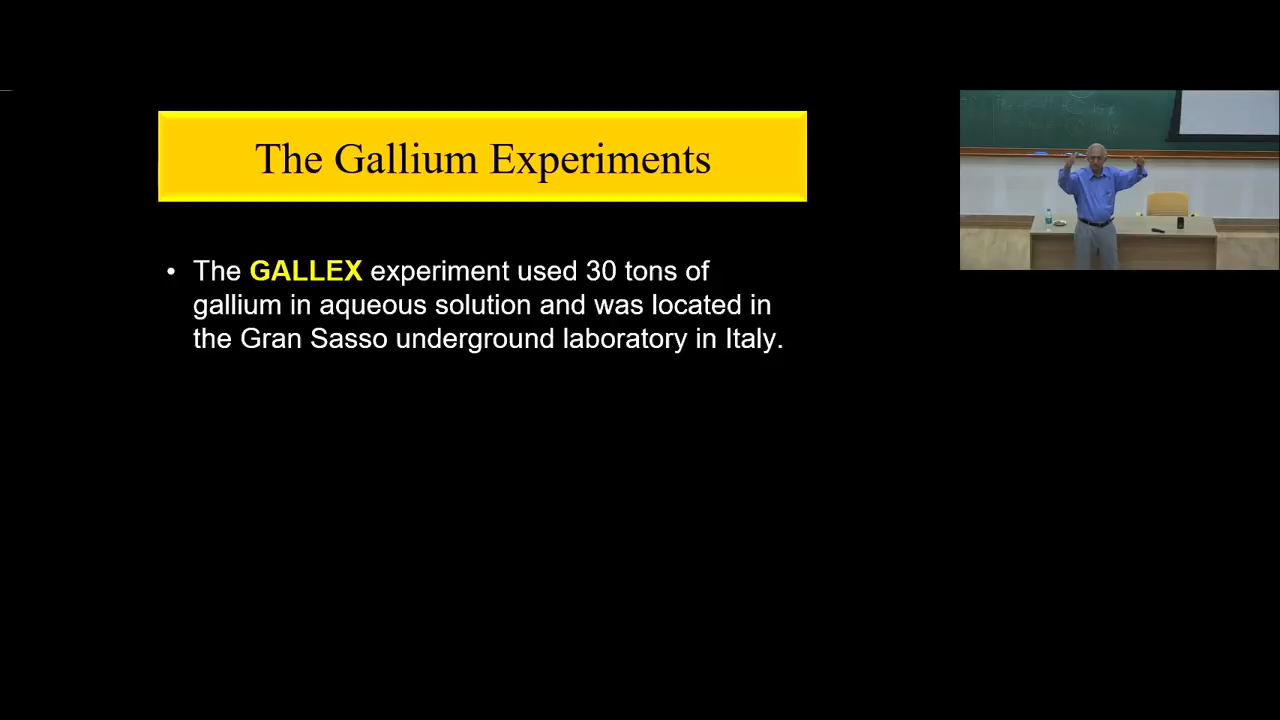 The Gallium Experiments
• The GALLEX experiment used 30 tons of
gallium in aqueous solution and was located in
the Gran Sasso underground laboratory in Italy.